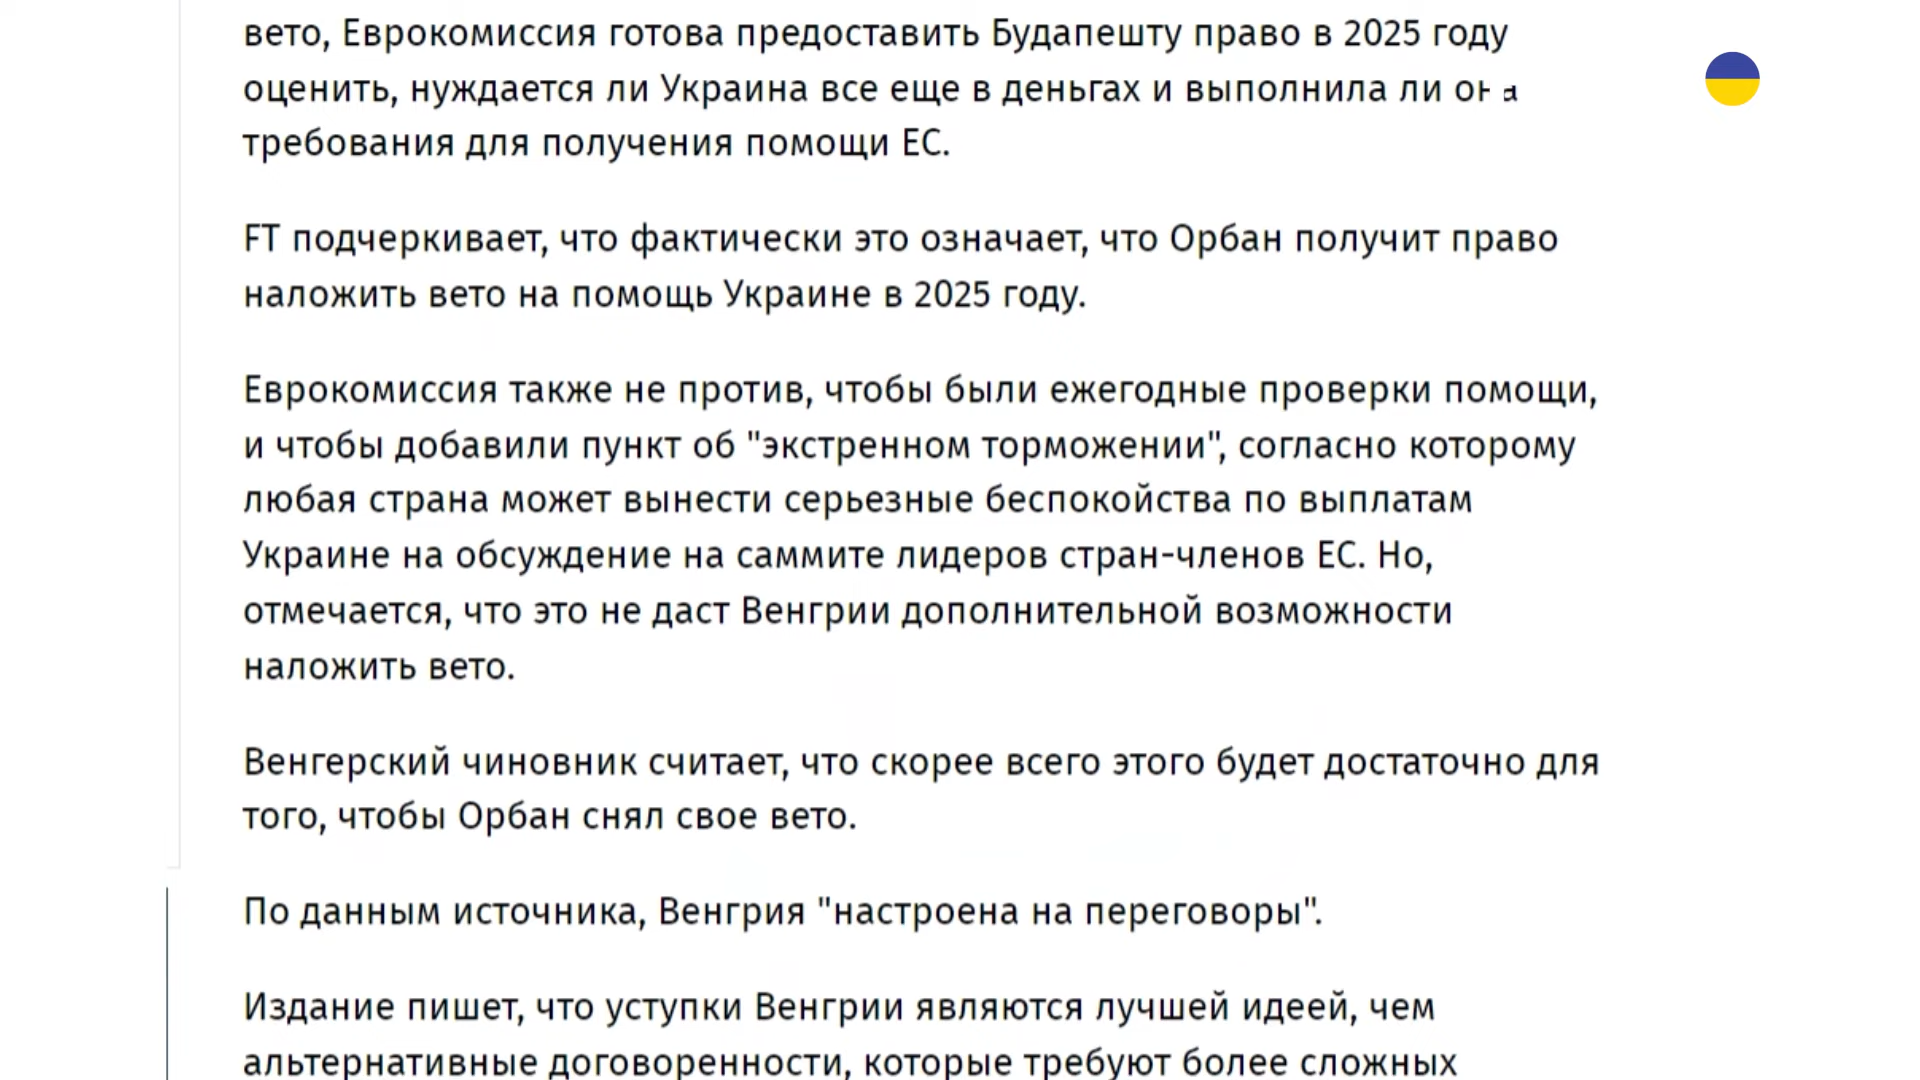 вето, Еврокомиссия готова предоставить Будапешту право в 2025 году
оценить, нуждается ли Украина все еще в деньгах и выполнила ли она
требования для получения помощи ЕС.
FT подчеркивает, что фактически это означает, что Орбан получит право
наложить вето на помощь Украине в 2025 году.
Еврокомиссия также не против, чтобы были ежегодные проверки помощи,
и чтобы добавили пункт об "экстренном торможении", согласно которому
любая страна может вынести серьезные беспокойства по выплатам
Украине на обсуждение на саммите лидеров стран-членов ЕС. Но,
отмечается, что это не даст Венгрии дополнительной возможности
наложить вето.
Венгерский чиновник считает, что скорее всего этого будет достаточно для
того, чтобы Орбан снял свое вето.
По данным источника, Венгрия "настроена на переговоры".
Издание пишет, что уступки Венгрии являются лучшей идеей, чем
альтернативные договоренности, которые требуют более сложных